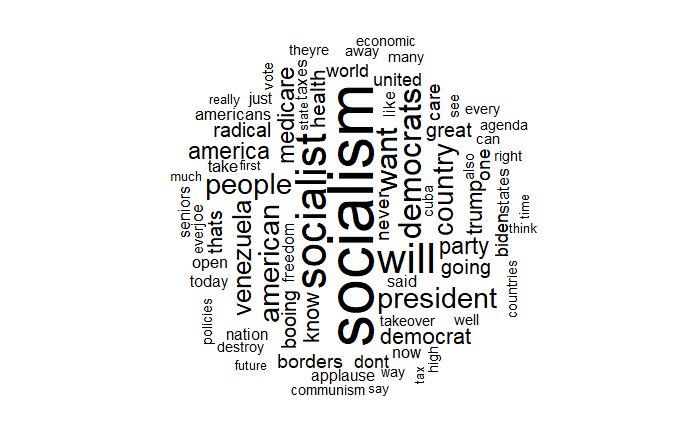 economic
theyre
away
many
vote
taxes
world
united
really
just
state
health
like
care
see
every
americans
medicare
socialism
radical
socialist
want
democrats
great
agenda
can
america
take
first
one
right
much
people
never
cuba
country
also
trump
states
seniors
everjoe
thats
venezuela
american
freedom
will
party
biden
time
think
open
going
today
booing
know
said
president
countries
policies
nation
takeover
well
destroy
democrat
future
borders
dont
now
high
applause
way
tax
communism
say